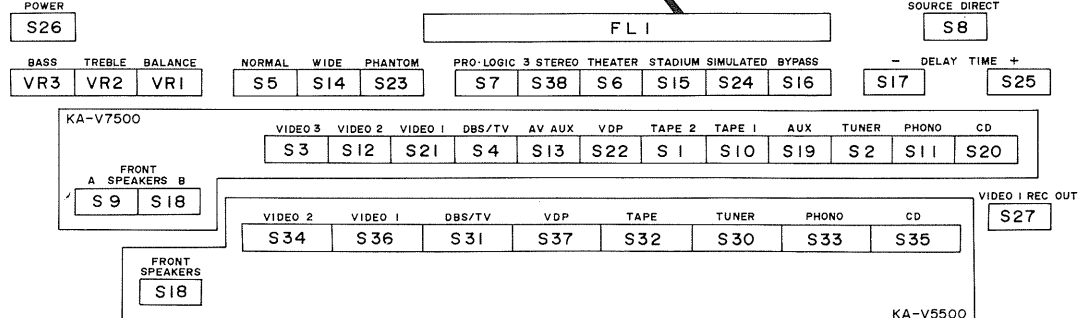 POWER SOURCE DIRECT
S26 FL1 S8
BASS TREBLE BALANCE NORMAL WIDE PHANTOM PRO·LOGIC 3 STEREO THEATER STADIUM SIMULATED BYPASS - DELAY TIME +
VR3 VR2 VR1 S5 S14 S23 S7 S38 S6 S15 S24 S16 S17 S25
KA-V7500
VIDEO 3 VIDEO 2 VIDEO 1 DBS/TV AV AUX VDP TAPE 2 TAPE 1 AUX TUNER PHONO CD
S3 S12 S21 S4 S13 S22 S1 S10 S19 S2 S11 S20
FRONT
A SPEAKERS B
S9 S18
VIDEO 1 REC OUT
S27
VIDEO 2 VIDEO 1 DBS/TV VDP TAPE TUNER PHONO CD
S34 S36 S31 S37 S32 S30 S33 S35
FRONT
SPEAKERS
S18
KA-V5500